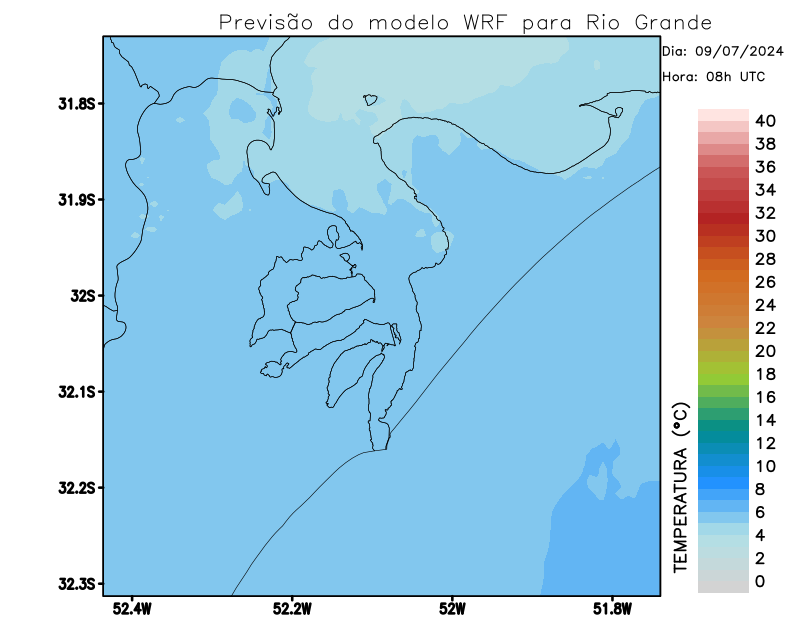 Previsão do modelo WRF para Rio Grande
Dia: 09/07/2024
Hora: 08h UTC
31.8S
31.9S
32S
32.1S
32.2S
32.3S
52.4W
52.2W
52W
51.8W
TEMPERATURA (°C)
40
38
36
34
32
30
28
26
24
22
20
18
16
14
12
10
8
6
4
2
0